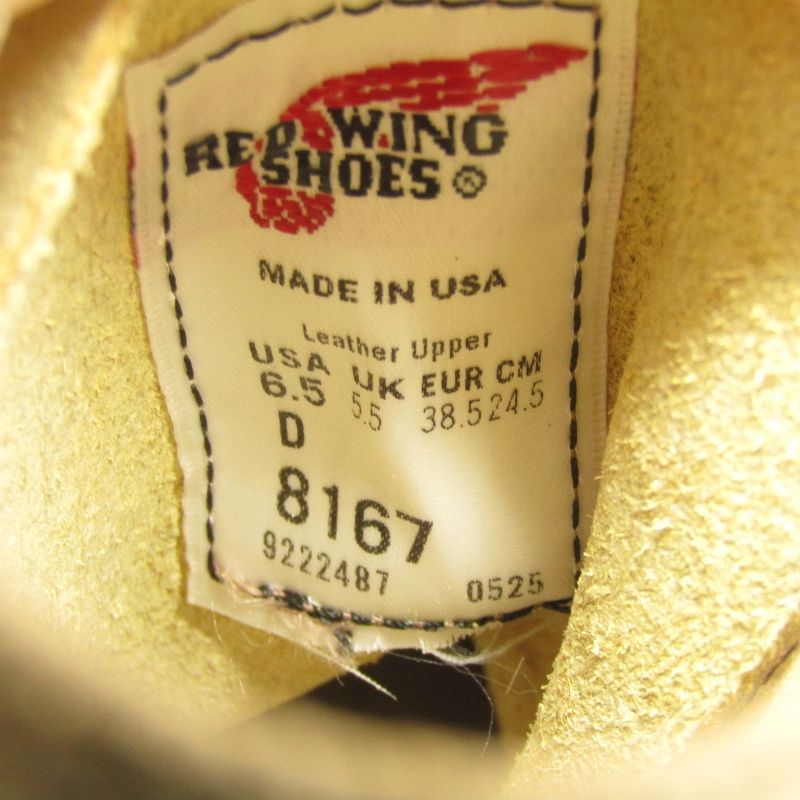 RED WING
SHOES ®
MADE IN USA
Leather Upper
USA UK EUR CM
6.5 5.5 38.5 24.5
D
8167
9222487 0525